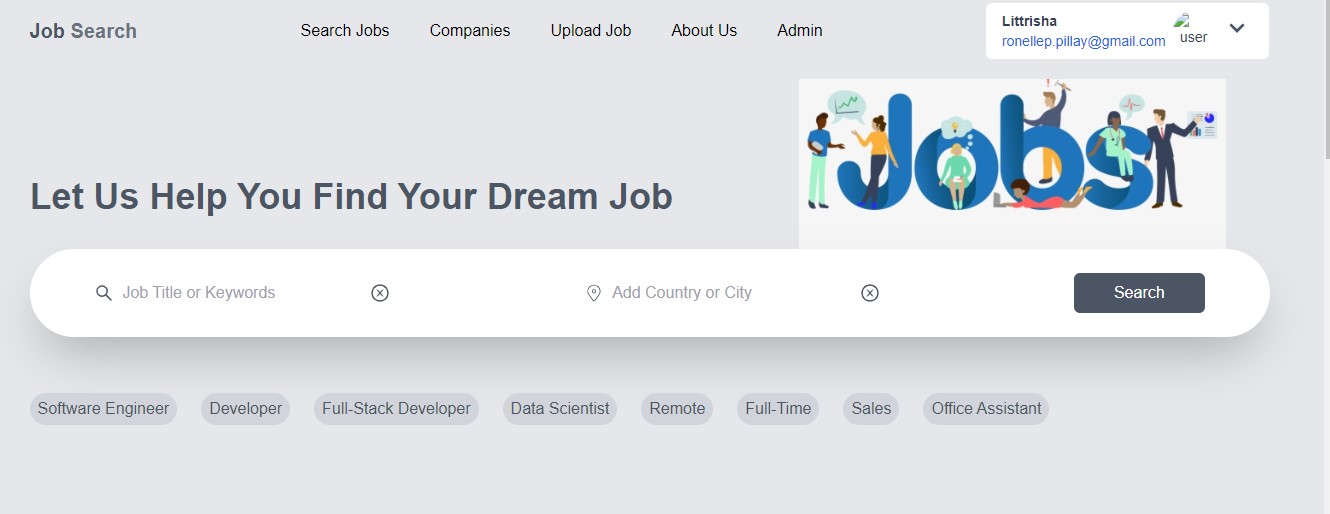 Job Search
Search Jobs
Companies
Upload Job
About Us
Admin
Littrisha
ronellep.pillay@gmail.com
user
Jobs
Let Us Help You Find Your Dream Job
Job Title or Keywords
Add Country or City
Search
Software Engineer
Developer
Full-Stack Developer
Data Scientist
Remote
Full-Time
Sales
Office Assistant